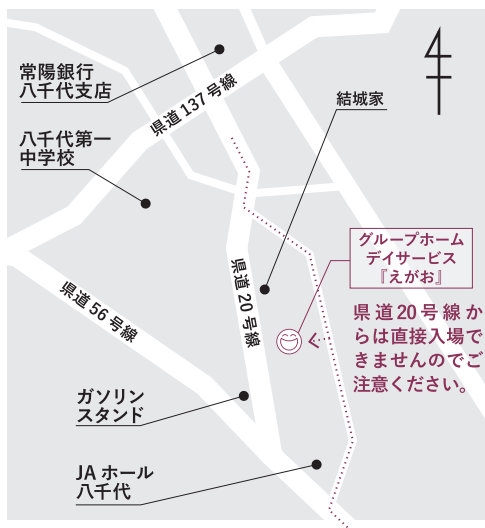 常陽銀行
八千代支店
県道137号線
結城家
八千代第一
中学校
グループホーム
デイサービス
『えがお』
県道20号線
県道56号線
県道20号線か
らは直接入場で
きませんのでご
注意ください。
ガソリン
スタンド
JAホール
八千代